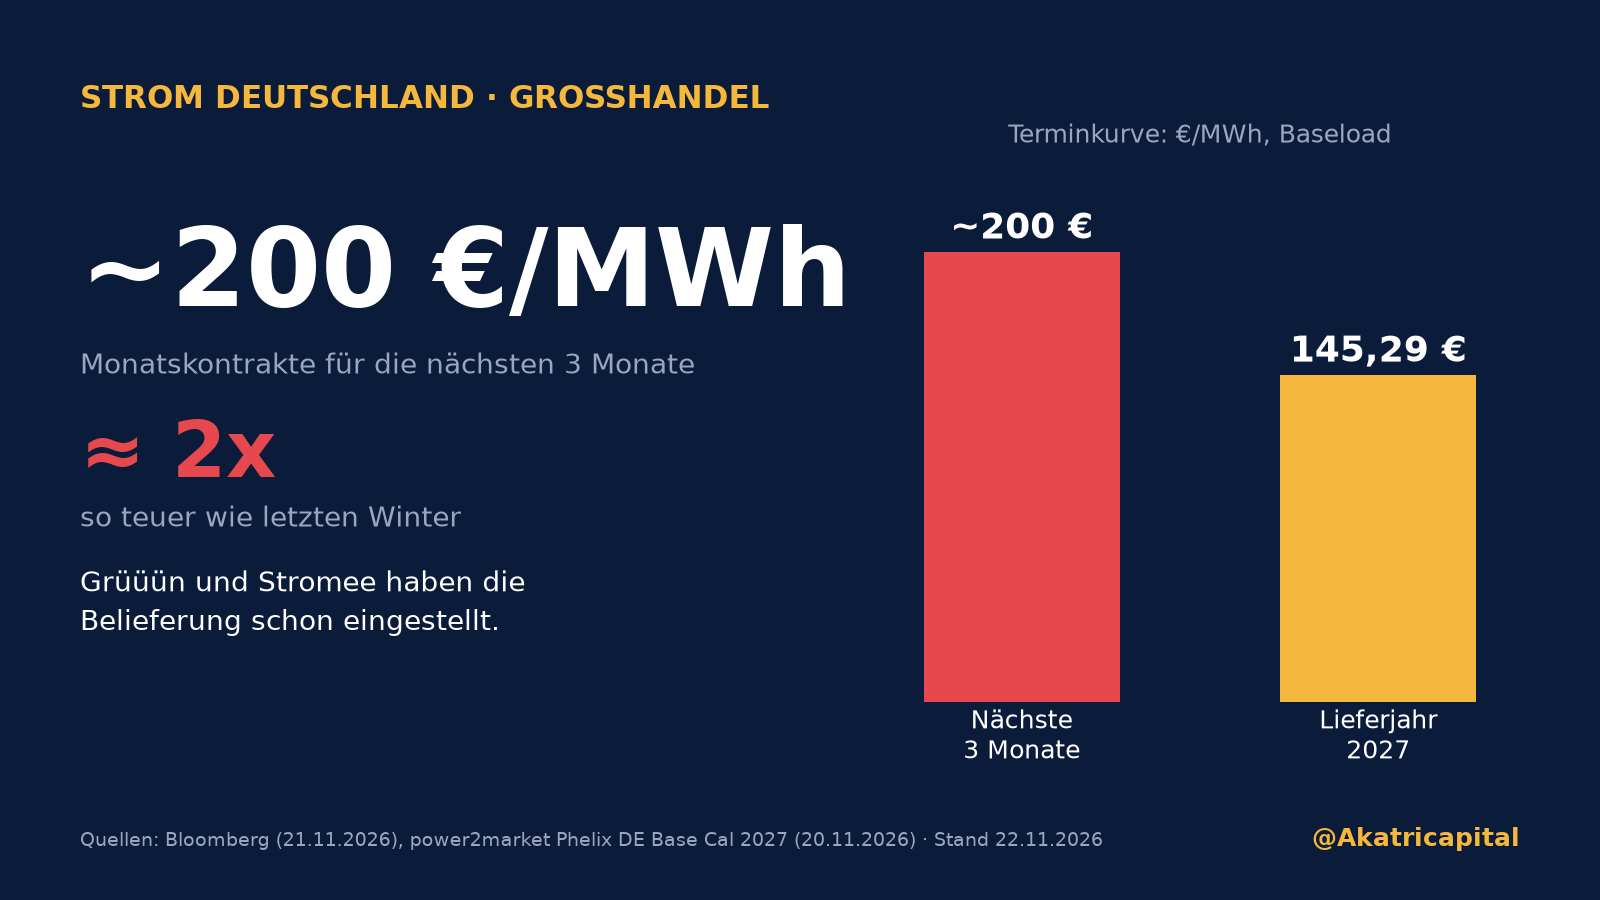 STROM DEUTSCHLAND · GROSSHANDEL
~200 €/MWh
Monatskontrakte für die nächsten 3 Monate
≈ 2x
so teuer wie letzten Winter
Grüüün und Stromee haben die
Belieferung schon eingestellt.
Terminkurve: €/MWh, Baseload
~200 €
145,29 €
Nächste
3 Monate
Lieferjahr
2027
Quellen: Bloomberg (21.11.2026), power2market Phelix DE Base Cal 2027 (20.11.2026) · Stand 22.11.2026
@Akatricapital